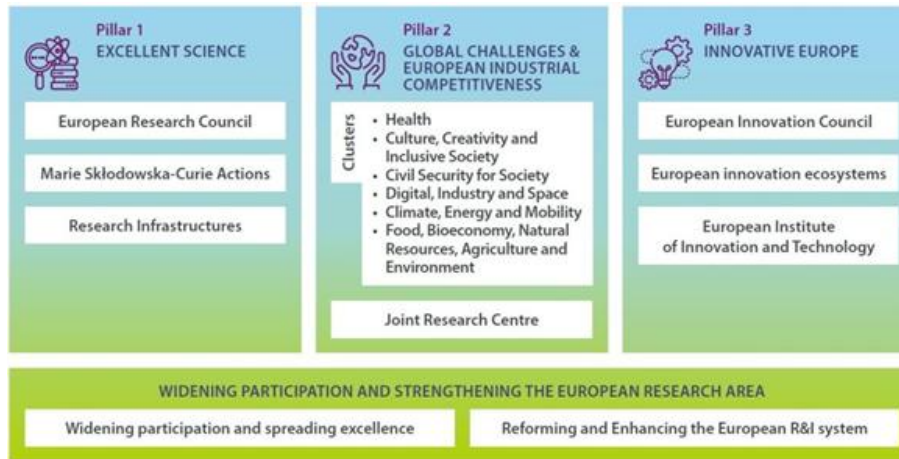 Pillar 1
EXCELLENT SCIENCE
European Research Council
Marie Skłodowska-Curie Actions
Research Infrastructures
Pillar 2
GLOBAL CHALLENGES &
EUROPEAN INDUSTRIAL
COMPETITIVENESS
Clusters
• Health
• Culture, Creativity and
Inclusive Society
• Civil Security for Society
• Digital, Industry and Space
• Climate, Energy and Mobility
• Food, Bioeconomy, Natural
Resources, Agriculture and
Environment
Joint Research Centre
Pillar 3
INNOVATIVE EUROPE
European Innovation Council
European innovation ecosystems
European Institute
of Innovation and Technology
WIDENING PARTICIPATION AND STRENGTHENING THE EUROPEAN RESEARCH AREA
Widening participation and spreading excellence
Reforming and Enhancing the European R&I system